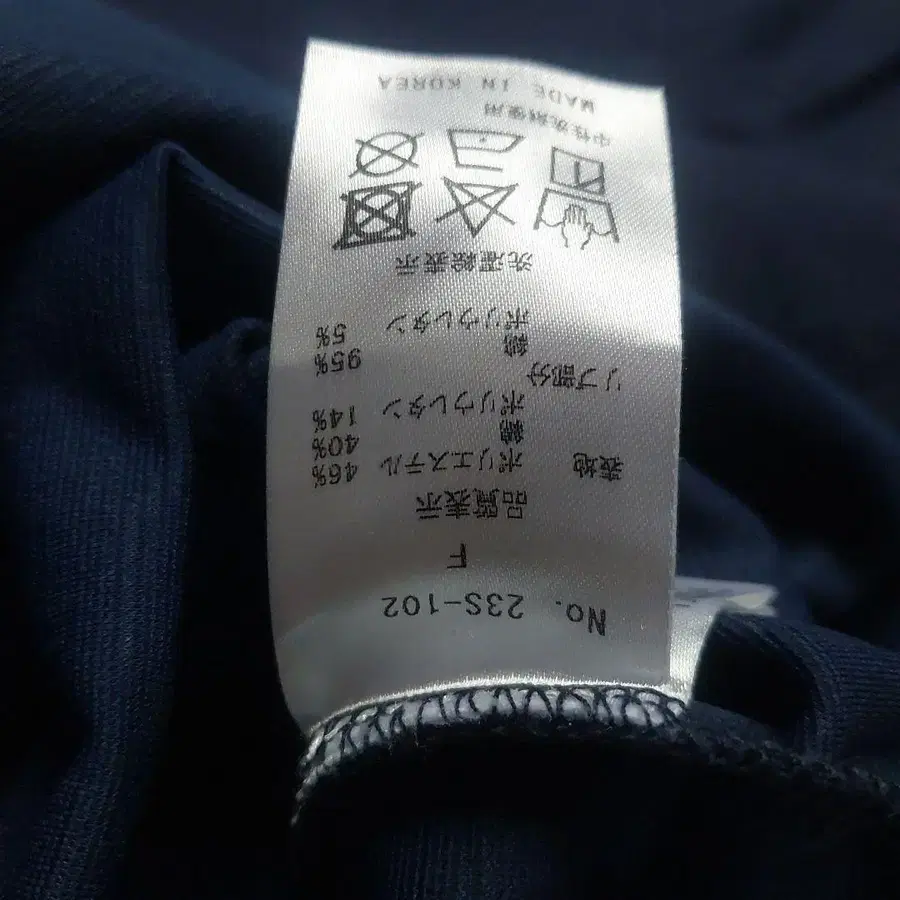 No. 23S-102
F
品質表示
表地 ポリエステル 46%
綿 40%
ポリウレタン 14%
リブ部分
綿 95%
ポリウレタン 5%
洗濯絵表示
中性洗剤使用
MADE IN KOREA